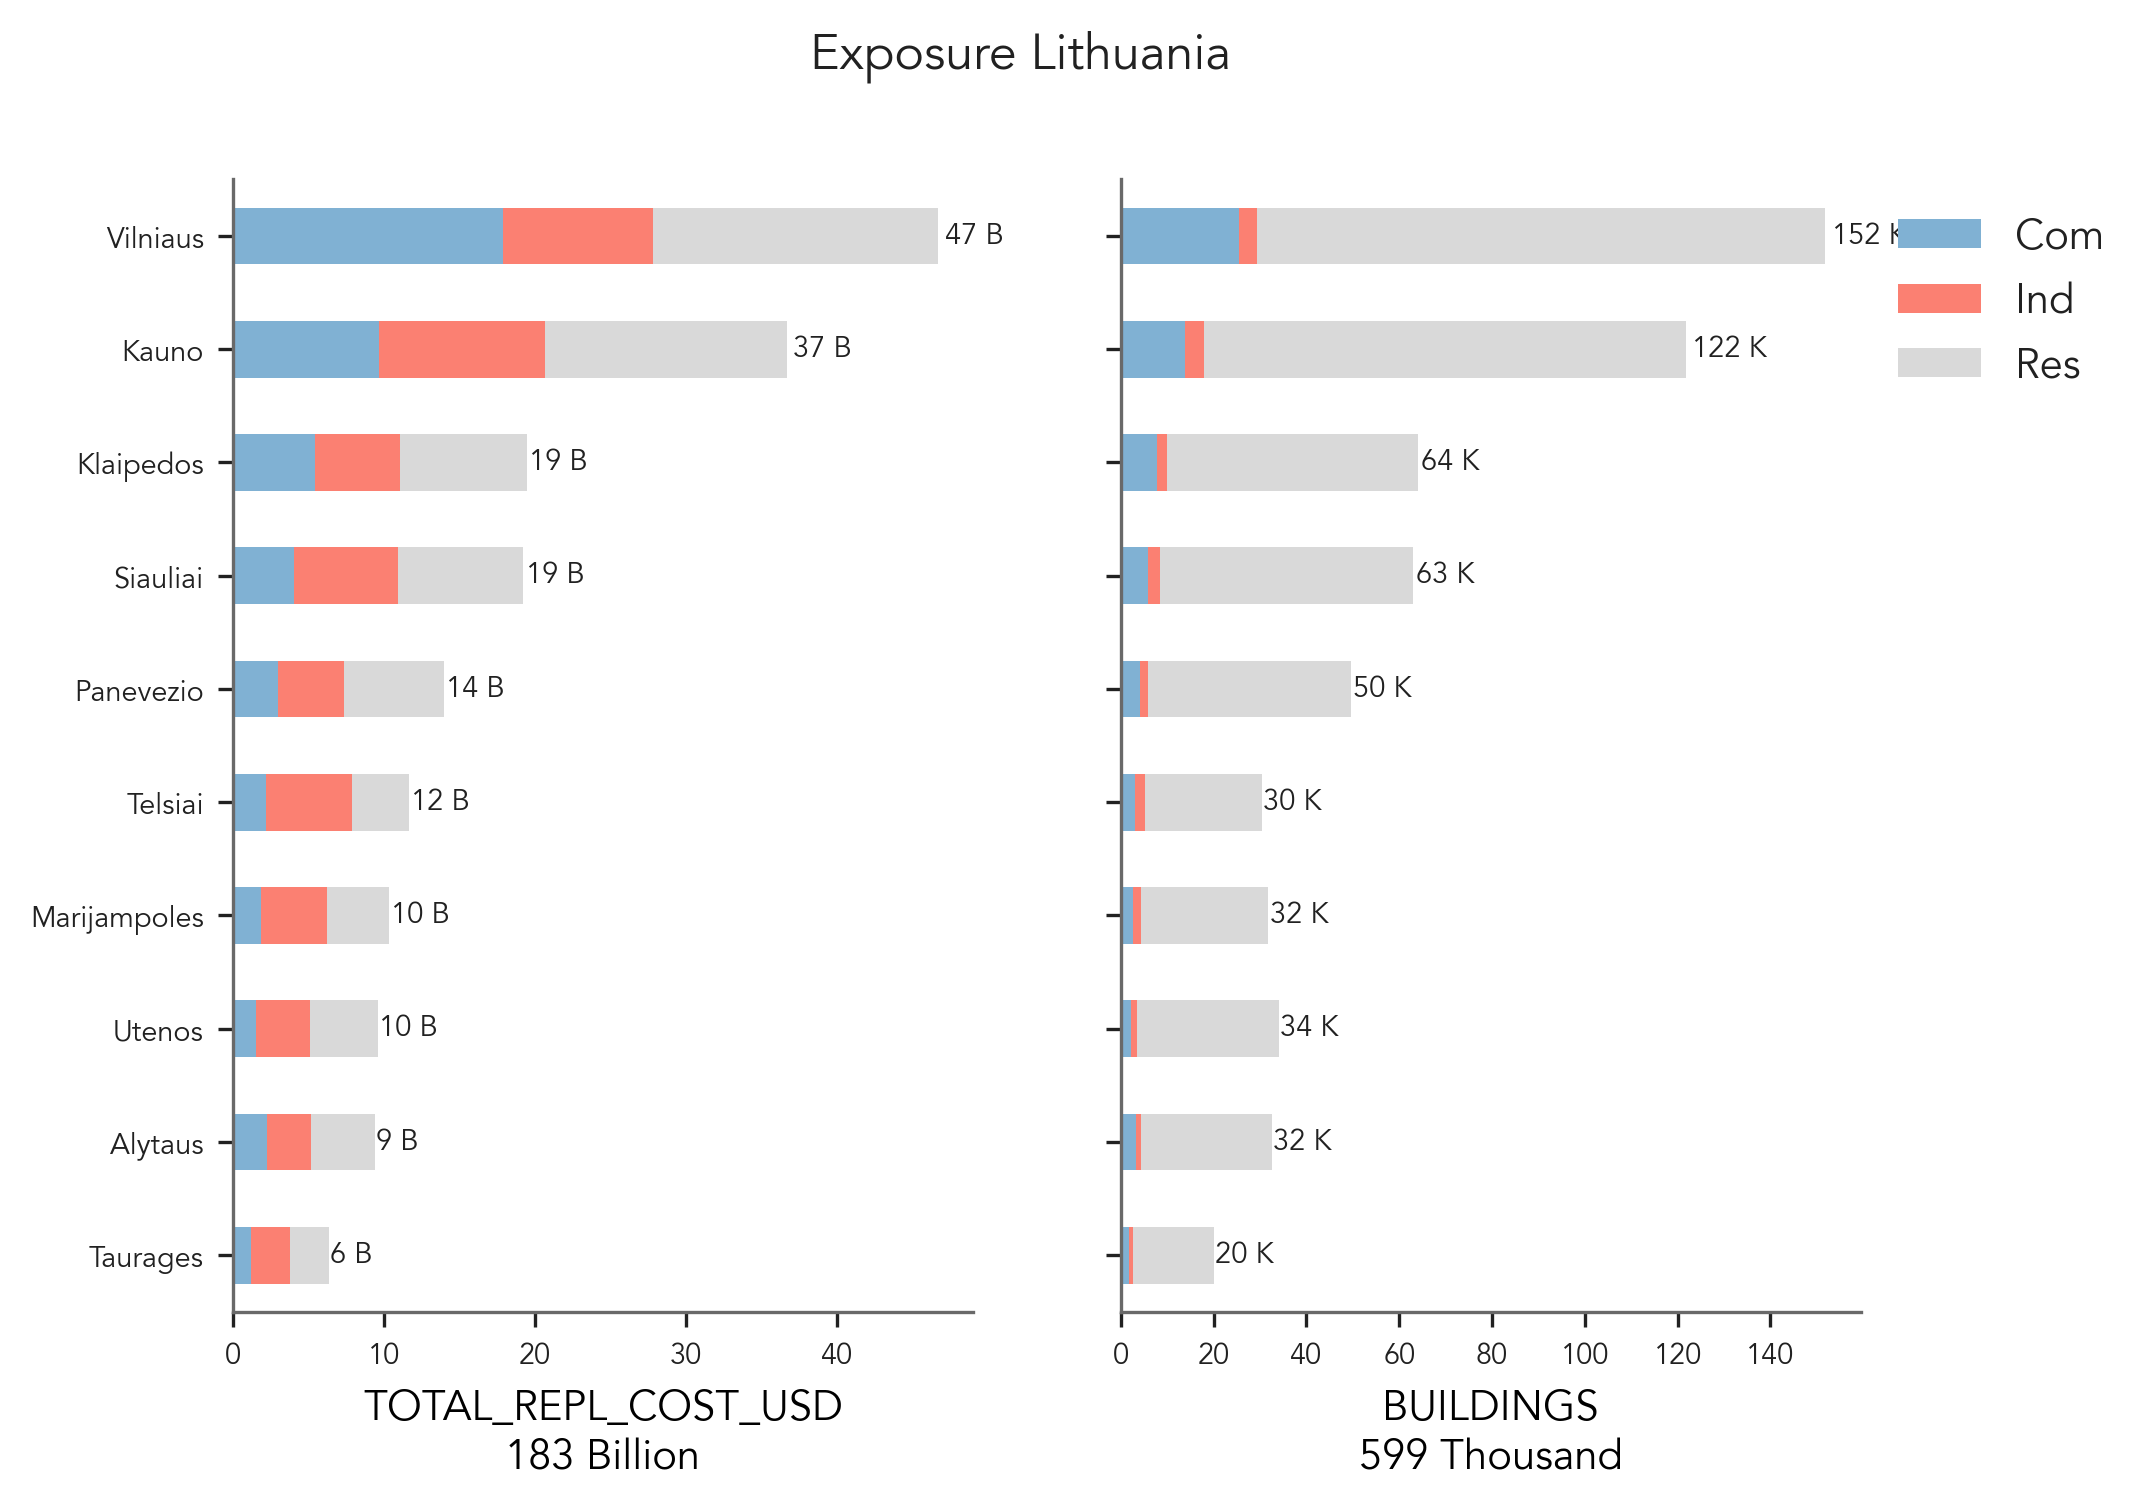 Exposure Lithuania
Vilniaus
Kauno
Klaipedos
Siauliai
Panevezio
Telsiai
Marijampoles
Utenos
Alytaus
Taurages
47 B
37 B
19 B
19 B
14 B
12 B
10 B
10 B
9 B
6 B
0 10 20 30 40
TOTAL_REPL_COST_USD
183 Billion
152 K
122 K
64 K
63 K
50 K
30 K
32 K
34 K
32 K
20 K
0 20 40 60 80 100 120 140
BUILDINGS
599 Thousand
Com
Ind
Res